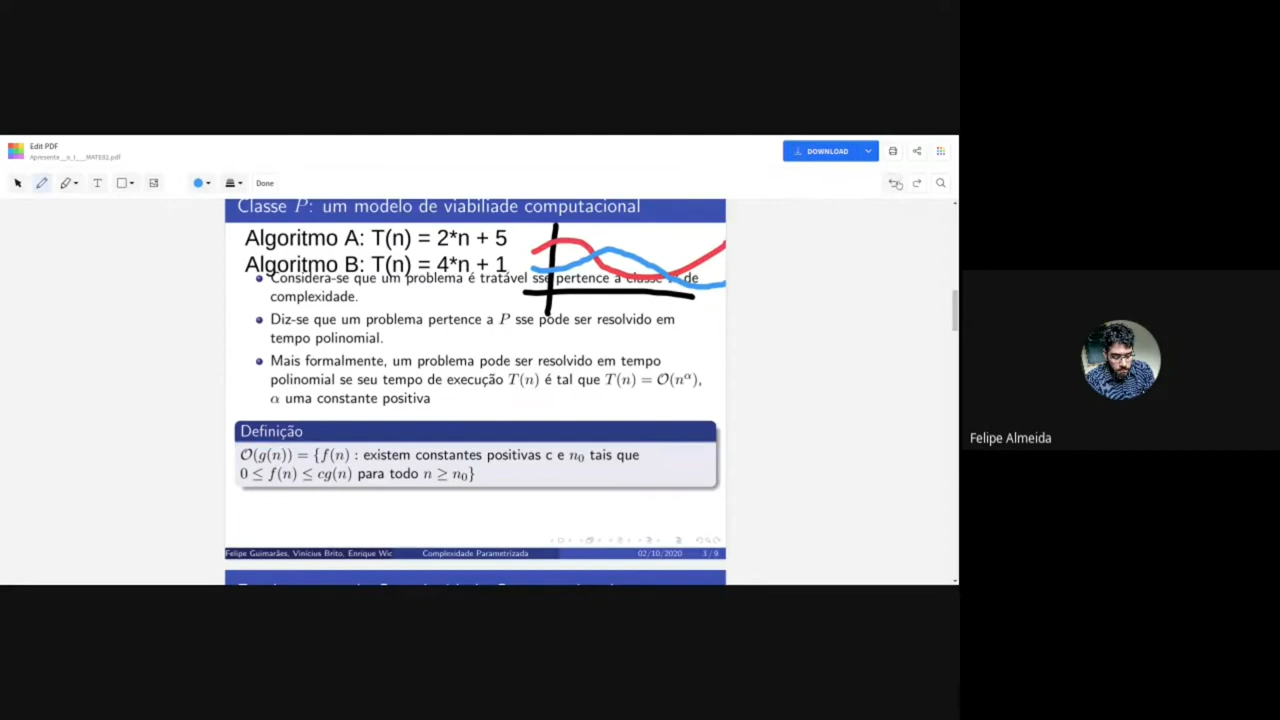 Edit PDF
Apresente__o_1___MATE82.pdf
DOWNLOAD
Done
Classe P: um modelo de viabiliade computacional
Algoritmo A: T(n) = 2*n + 5
Algoritmo B: T(n) = 4*n + 1
Considera-se que um problema é tratável sse pertence a classe de
complexidade.
Diz-se que um problema pertence a P sse pode ser resolvido em
tempo polinomial.
Mais formalmente, um problema pode ser resolvido em tempo
polinomial se seu tempo de execução T(n) é tal que T(n) = O(n^α),
α uma constante positiva
Definição
O(g(n)) = {f(n) : existem constantes positivas c e n₀ tais que
0 ≤ f(n) ≤ cg(n) para todo n ≥ n₀}
Felipe Guimarães, Vinícius Brito, Enrique Wic Complexidade Parametrizada 02/10/2020 3 / 9
Felipe Almeida